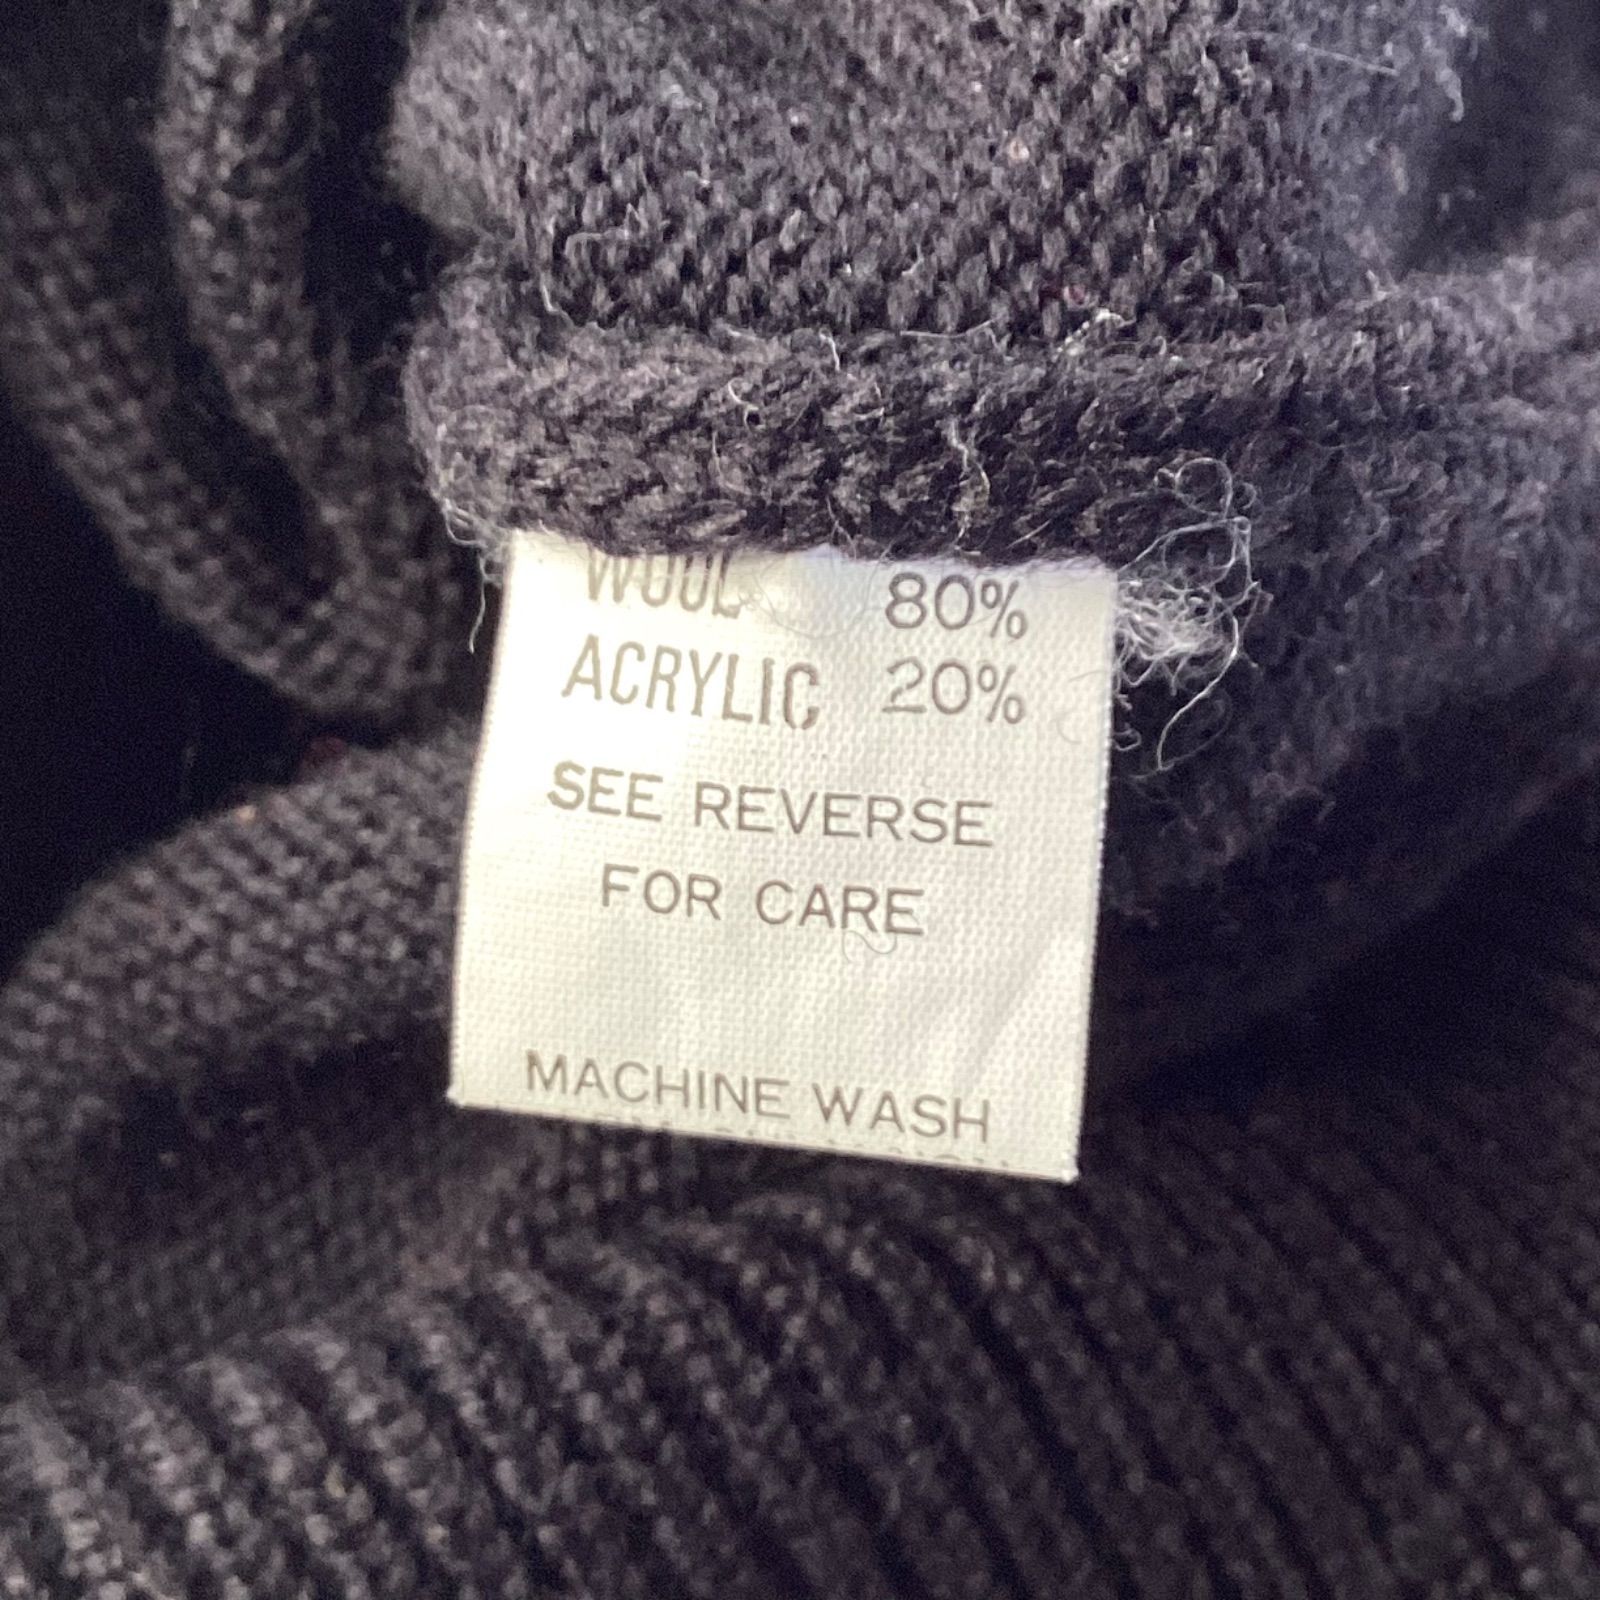 WOOL 80%
ACRYLIC 20%
SEE REVERSE
FOR CARE
MACHINE WASH